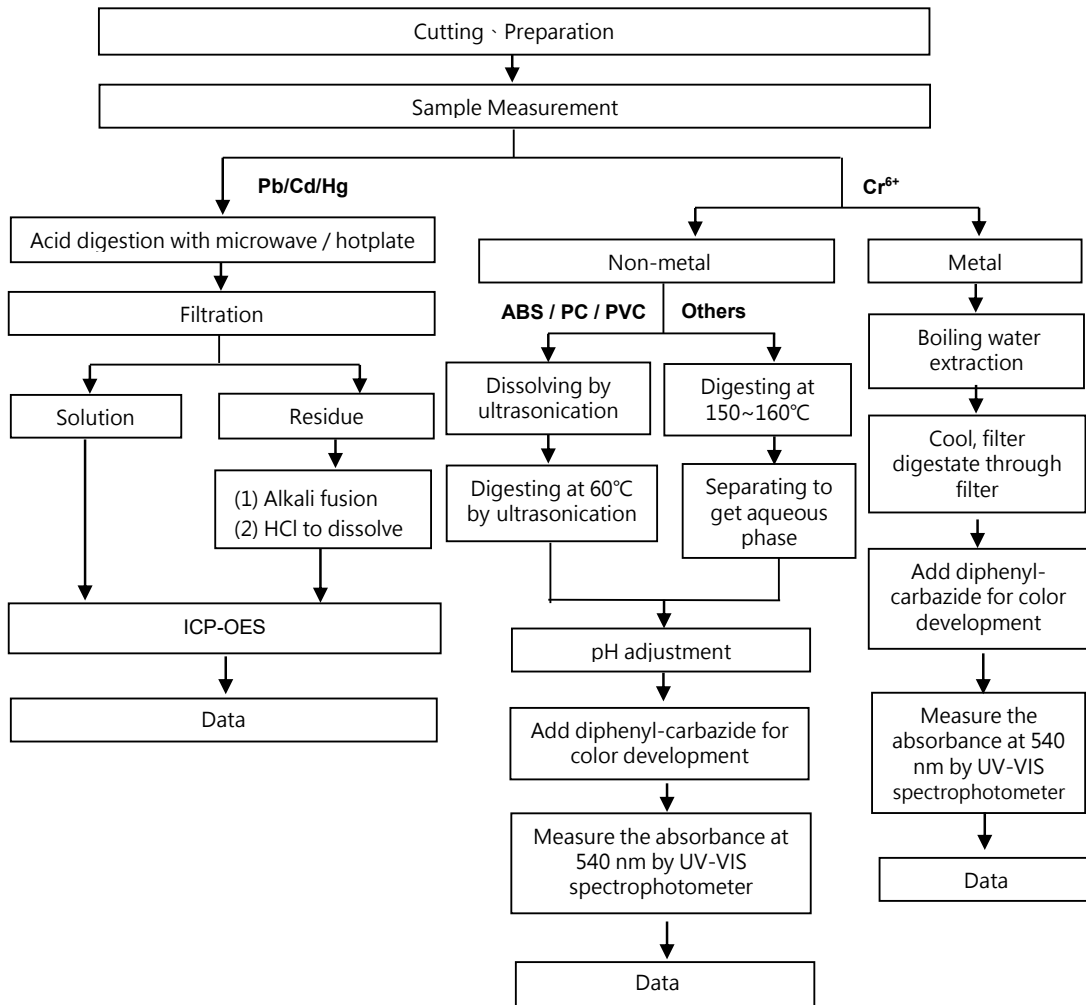 Cutting、Preparation
Sample Measurement
Pb/Cd/Hg
Acid digestion with microwave / hotplate
Filtration
Solution
Residue
(1) Alkali fusion
(2) HCl to dissolve
ICP-OES
Data
Cr⁶⁺
Non-metal
ABS / PC / PVC
Others
Dissolving by
ultrasonication
Digesting at 60℃
by ultrasonication
Digesting at
150~160℃
Separating to
get aqueous
phase
pH adjustment
Add diphenyl-carbazide for
color development
Measure the absorbance at
540 nm by UV-VIS
spectrophotometer
Data
Metal
Boiling water
extraction
Cool, filter
digestate through
filter
Add diphenyl-
carbazide for color
development
Measure the
absorbance at 540
nm by UV-VIS
spectrophotometer
Data